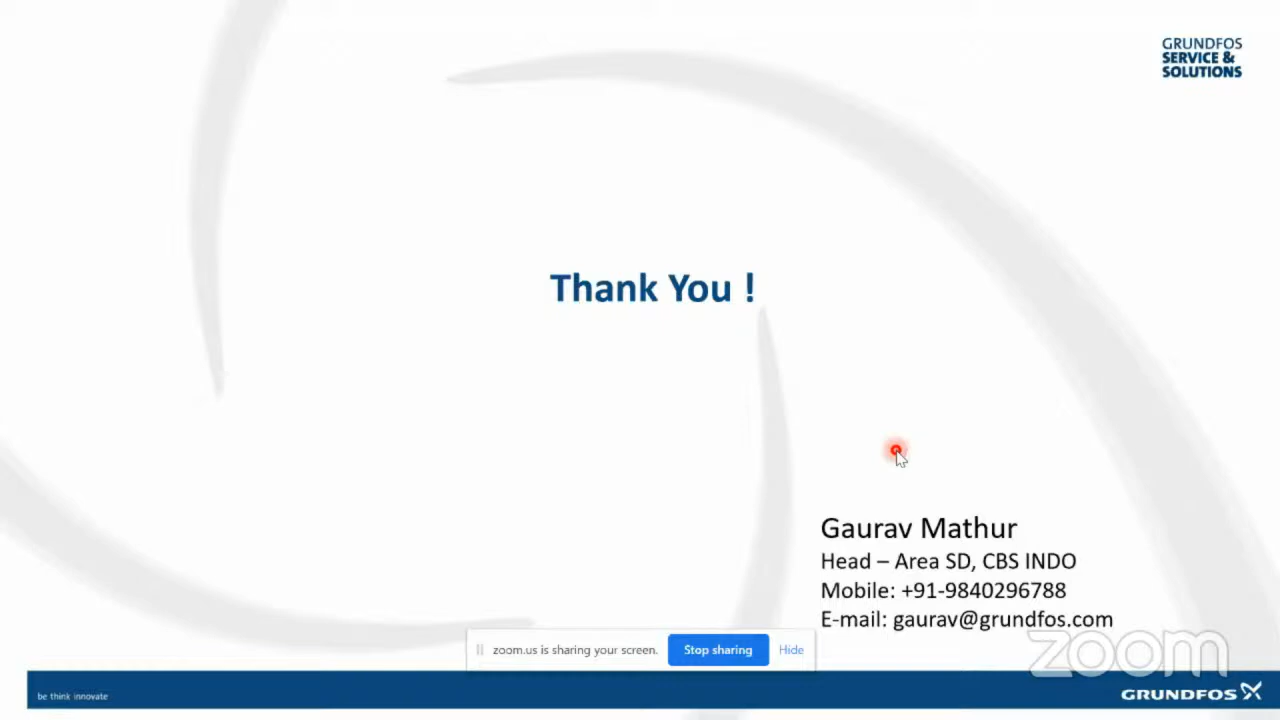 GRUNDFOS
SERVICE &
SOLUTIONS
Thank You !
Gaurav Mathur
Head – Area SD, CBS INDO
Mobile: +91-9840296788
E-mail: gaurav@grundfos.com
zoom
zoom.us is sharing your screen. Stop sharing Hide
be think innovate
GRUNDFOS